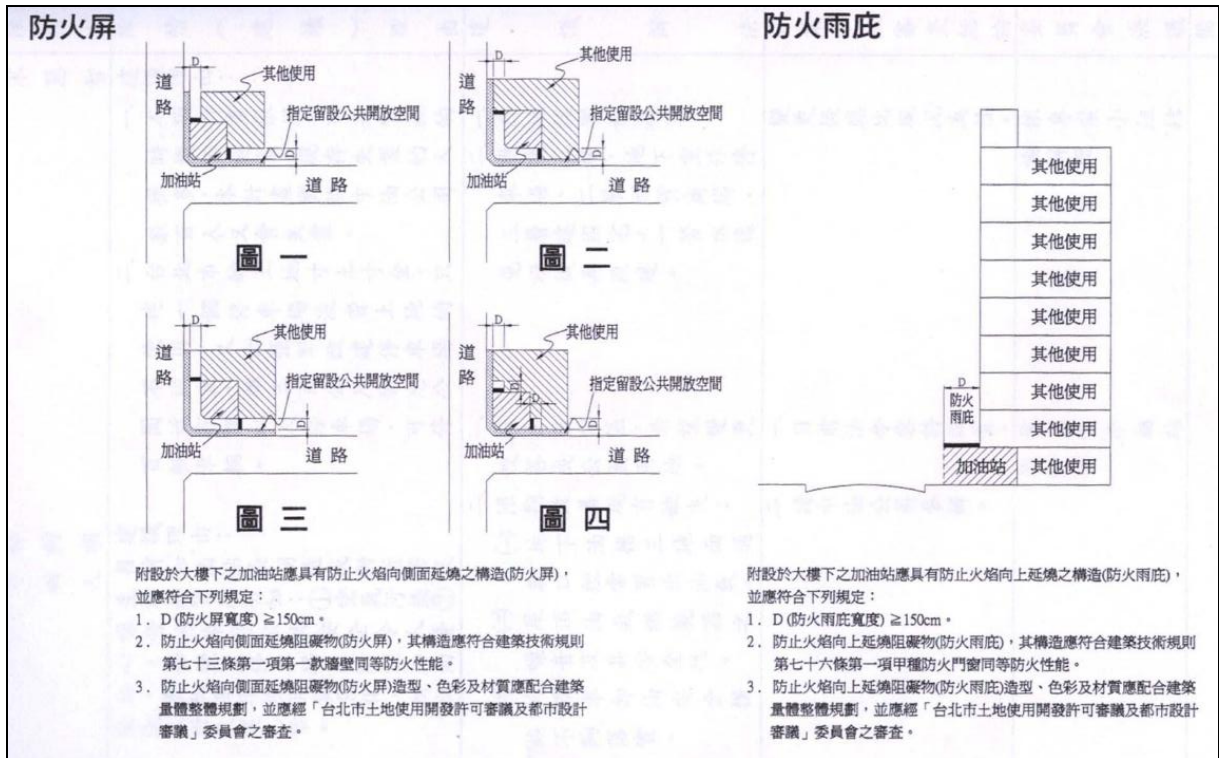 防火屏
D
其他使用
道
路
指定留設公共開放空間
D
加油站
道 路
圖 一
D
其他使用
道
路
指定留設公共開放空間
D
加油站
道 路
圖 二
D
其他使用
道
路
指定留設公共開放空間
D
加油站
道 路
圖 三
D
其他使用
道
路
指定留設公共開放空間
D
D
D
加油站
道 路
圖 四
附設於大樓下之加油站應具有防止火焰向側面延燒之構造(防火屏),
並應符合下列規定:
1. D (防火屏寬度) ≧150cm。
2. 防止火焰向側面延燒阻礙物(防火屏),其構造應符合建築技術規則
第七十三條第一項第一款牆壁同等防火性能。
3. 防止火焰向側面延燒阻礙物(防火屏)造型、色彩及材質應配合建築
量體整體規劃,並應經「台北市土地使用開發許可審議及都市設計
審議」委員會之審查。
防火雨庇
其他使用
其他使用
其他使用
其他使用
其他使用
其他使用
D
防火
雨庇
其他使用
其他使用
加油站
其他使用
附設於大樓下之加油站應具有防止火焰向上延燒之構造(防火雨庇),
並應符合下列規定:
1. D (防火雨庇寬度) ≧150cm。
2. 防止火焰向上延燒阻礙物(防火雨庇),其構造應符合建築技術規則
第七十六條第一項甲種防火門窗同等防火性能。
3. 防止火焰向上延燒阻礙物(防火雨庇)造型、色彩及材質應配合建築
量體整體規劃,並應經「台北市土地使用開發許可審議及都市設計
審議」委員會之審查。